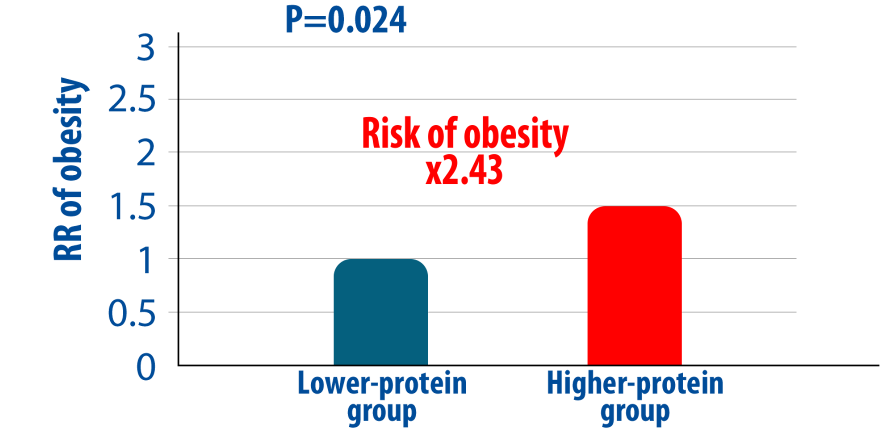 P=0.024
RR of obesity
3
2.5
2
1.5
1
0.5
0
Risk of obesity
x2.43
Lower-protein
group
Higher-protein
group